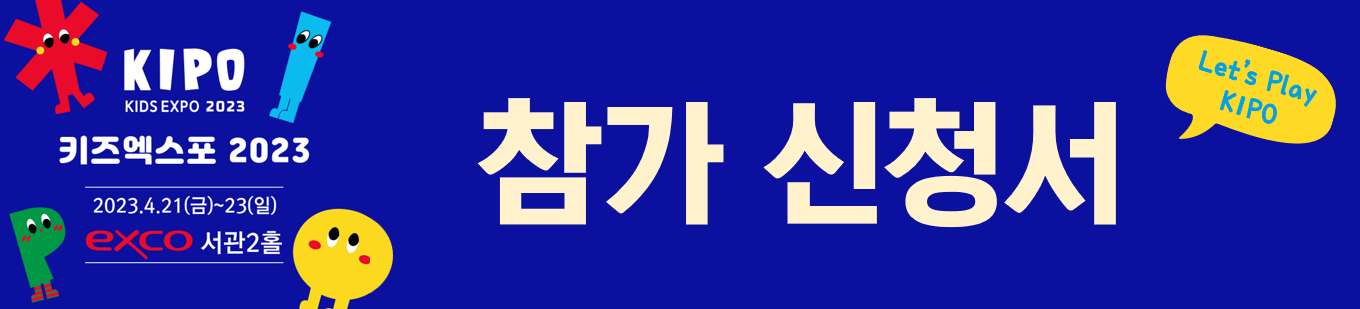 KIPO
KIDS EXPO 2023
키즈엑스포 2023
2023.4.21(금)~23(일)
exco 서관2홀
참가 신청서
Let's Play
KIPO